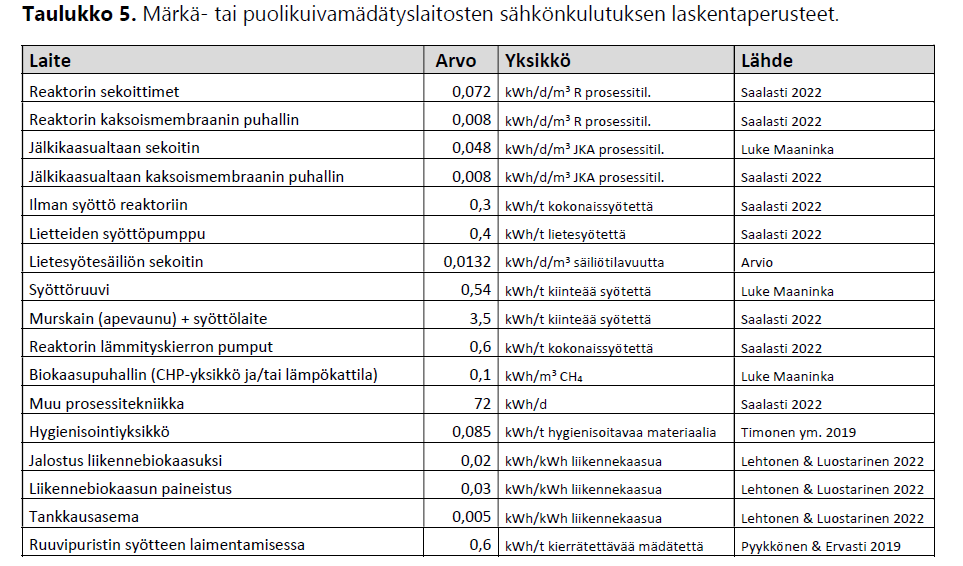 Taulukko 5. Märkä- tai puolikuivamädätyslaitosten sähkönkulutuksen laskentaperusteet.
Laite Arvo Yksikkö Lähde
Reaktorin sekoittimet 0,072 kWh/d/m³ R prosessitil. Saalasti 2022
Reaktorin kaksoismembraanin puhallin 0,008 kWh/d/m³ R prosessitil. Saalasti 2022
Jälkikaasualtaan sekoitin 0,048 kWh/d/m³ JKA prosessitil. Luke Maaninka
Jälkikaasualtaan kaksoismembraanin puhallin 0,008 kWh/d/m³ JKA prosessitil. Saalasti 2022
Ilman syöttö reaktoriin 0,3 kWh/t kokonaissyötettä Saalasti 2022
Lietteiden syöttöpumppu 0,4 kWh/t lietesyötettä Saalasti 2022
Lietesyötesäiliön sekoitin 0,0132 kWh/d/m³ säiliötilavuutta Arvio
Syöttöruuvi 0,54 kWh/t kiinteää syötettä Luke Maaninka
Murskain (apevaunu) + syöttölaite 3,5 kWh/t kiinteää syötettä Saalasti 2022
Reaktorin lämmityskierron pumput 0,6 kWh/t kokonaissyötettä Saalasti 2022
Biokaasupuhallin (CHP-yksikkö ja/tai lämpökattila) 0,1 kWh/m³ CH₄ Luke Maaninka
Muu prosessitekniikka 72 kWh/d Saalasti 2022
Hygienisointiyksikkö 0,085 kWh/t hygienisoitavaa materiaalia Timonen ym. 2019
Jalostus liikennebiokaasuksi 0,02 kWh/kWh liikennekaasua Lehtonen & Luostarinen 2022
Liikennebiokaasun paineistus 0,03 kWh/kWh liikennekaasua Lehtonen & Luostarinen 2022
Tankkausasema 0,005 kWh/kWh liikennekaasua Lehtonen & Luostarinen 2022
Ruuvipuristin syötteen laimentamisessa 0,6 kWh/t kierrätettävää mädätettä Pyykkönen & Ervasti 2019